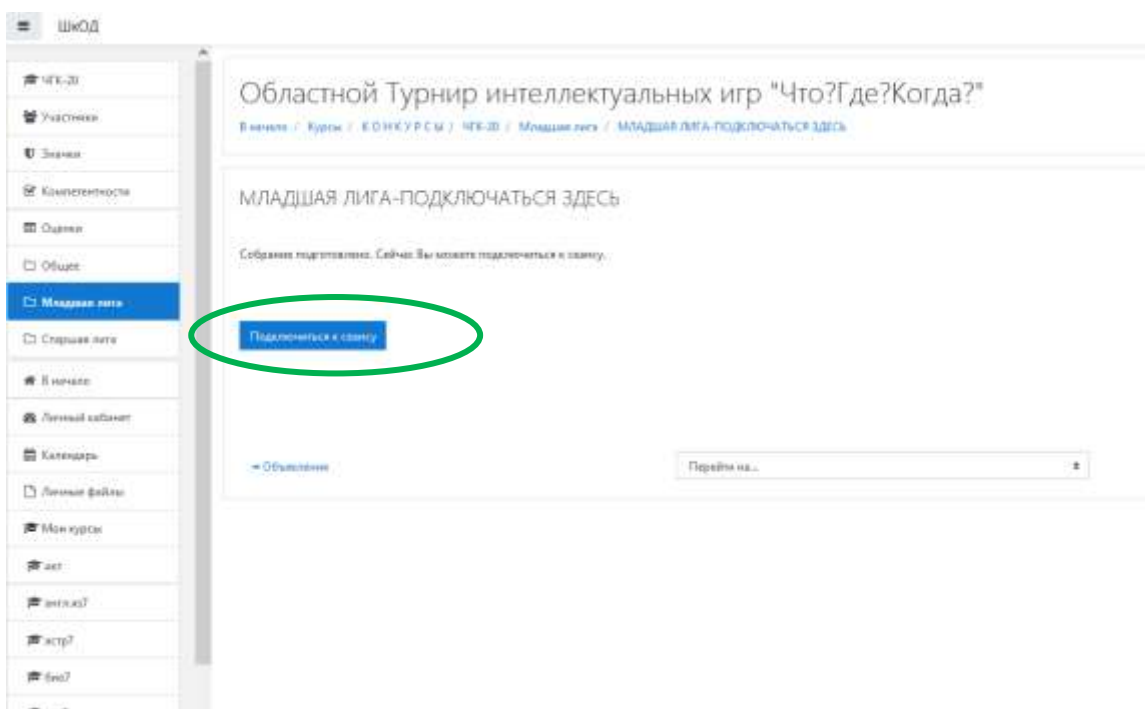 ШкОД
ЧГК-20
Участники
Значки
Компетентности
Оценки
Общее
Младшая лига
Старшая лига
В начало
Личный кабинет
Календарь
Личные файлы
Мои курсы
акт
англ.яз7
астр7
био7
Областной Турнир интеллектуальных игр "Что?Где?Когда?"
В начало / Курсы / К О Н К У Р С Ы / ЧГК-20 / Младшая лига / МЛАДШАЯ ЛИГА-ПОДКЛЮЧАТЬСЯ ЗДЕСЬ
МЛАДШАЯ ЛИГА-ПОДКЛЮЧАТЬСЯ ЗДЕСЬ
Собрание подготовлено. Сейчас Вы можете подключиться к сеансу.
Подключиться к сеансу
Объявления
Перейти на...